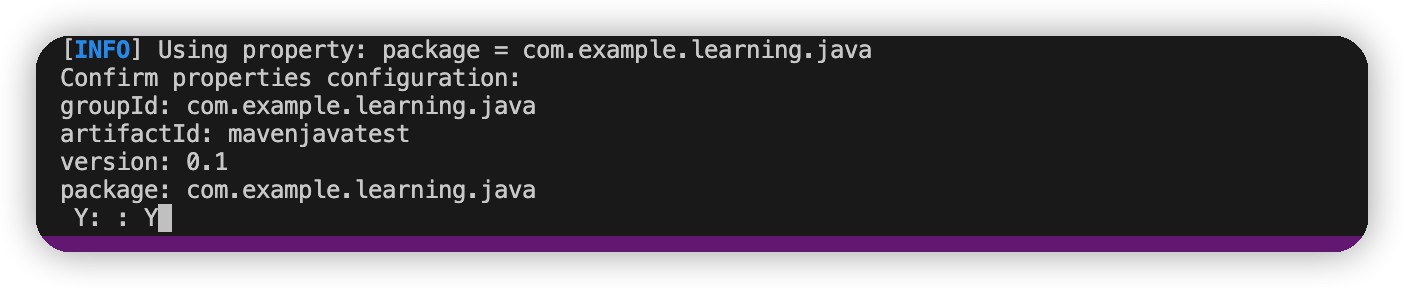 [INFO] Using property: package = com.example.learning.java
Confirm properties configuration:
groupId: com.example.learning.java
artifactId: mavenjavatest
version: 0.1
package: com.example.learning.java
Y: : Y